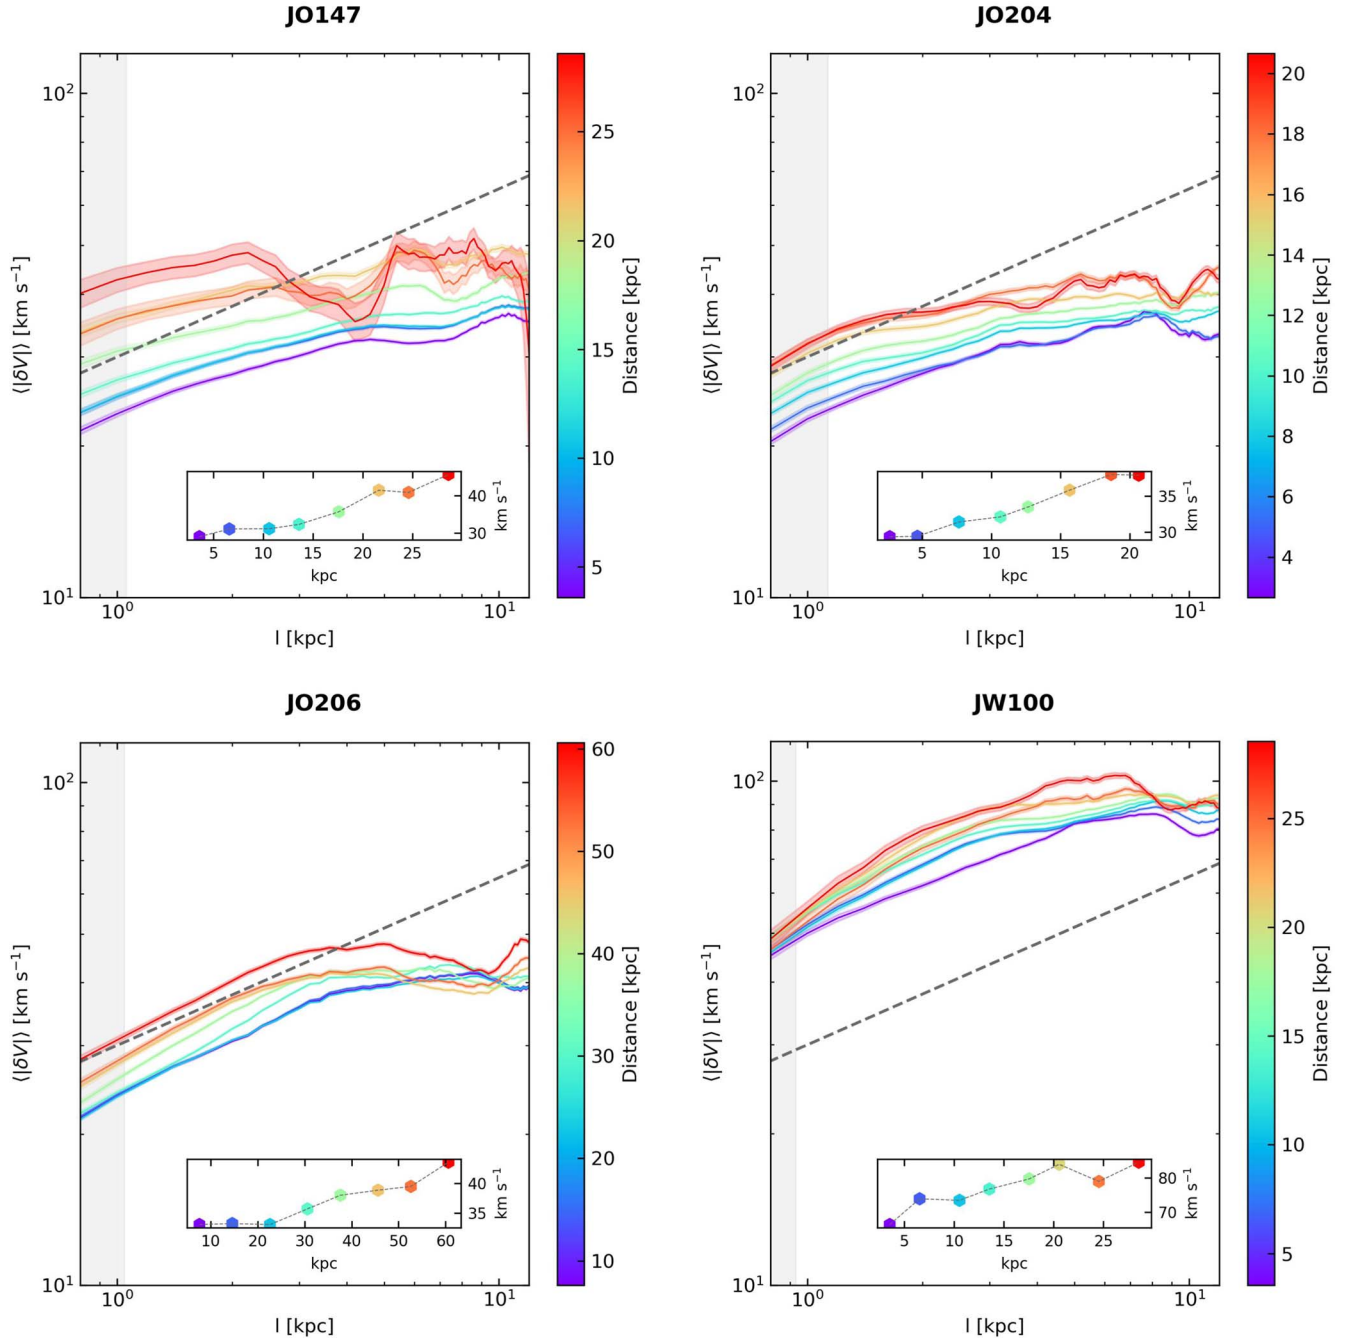 JO147
10²
10¹
⟨|δV|⟩ [km s⁻¹]
10⁰
10¹
l [kpc]
25
20
15
10
5
Distance [kpc]
40
30
km s⁻¹
5 10 15 20 25
kpc
JO204
10²
10¹
⟨|δV|⟩ [km s⁻¹]
10⁰
10¹
l [kpc]
20
18
16
14
12
10
8
6
4
Distance [kpc]
35
30
km s⁻¹
5 10 15 20
kpc
JO206
10²
10¹
⟨|δV|⟩ [km s⁻¹]
10⁰
10¹
l [kpc]
60
50
40
30
20
10
Distance [kpc]
40
35
km s⁻¹
10 20 30 40 50 60
kpc
JW100
10²
10¹
⟨|δV|⟩ [km s⁻¹]
10⁰
10¹
l [kpc]
25
20
15
10
5
Distance [kpc]
80
70
km s⁻¹
5 10 15 20 25
kpc